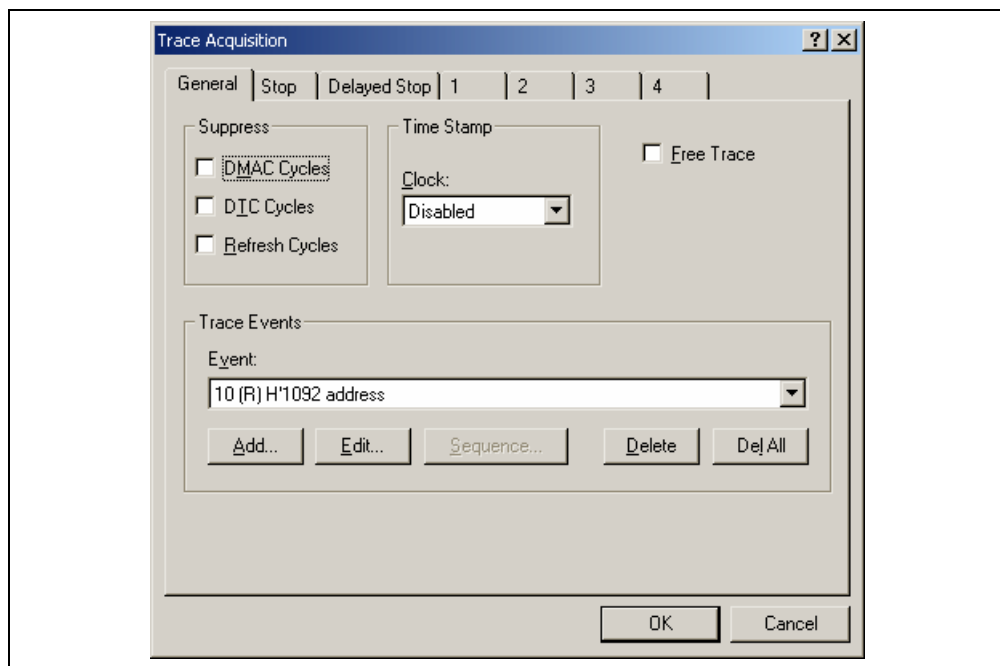 Trace Acquisition
General Stop Delayed Stop 1 2 3 4
Suppress
DMAC Cycles
DTC Cycles
Refresh Cycles
Time Stamp
Clock:
Disabled
Free Trace
Trace Events
Event:
10 (R) H'1092 address
Add... Edit... Sequence... Delete Del All
OK Cancel